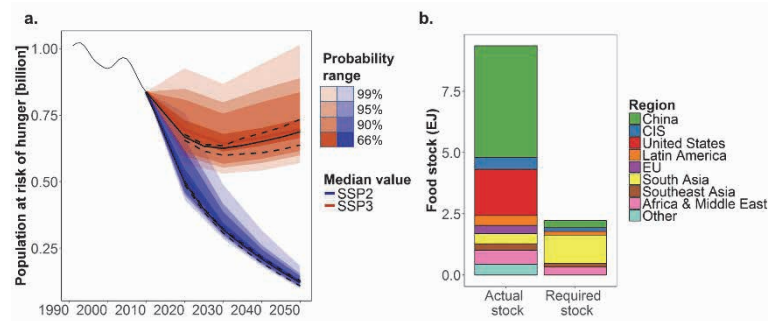 a.
Population at risk of hunger [billion]
1.00
0.75
0.50
0.25
1990 2000 2010 2020 2030 2040 2050
Probability
range
99%
95%
90%
66%
Median value
SSP2
SSP3
b.
Food stock (EJ)
7.5
5.0
2.5
0.0
Actual
stock
Required
stock
Region
China
CIS
United States
Latin America
EU
South Asia
Southeast Asia
Africa & Middle East
Other